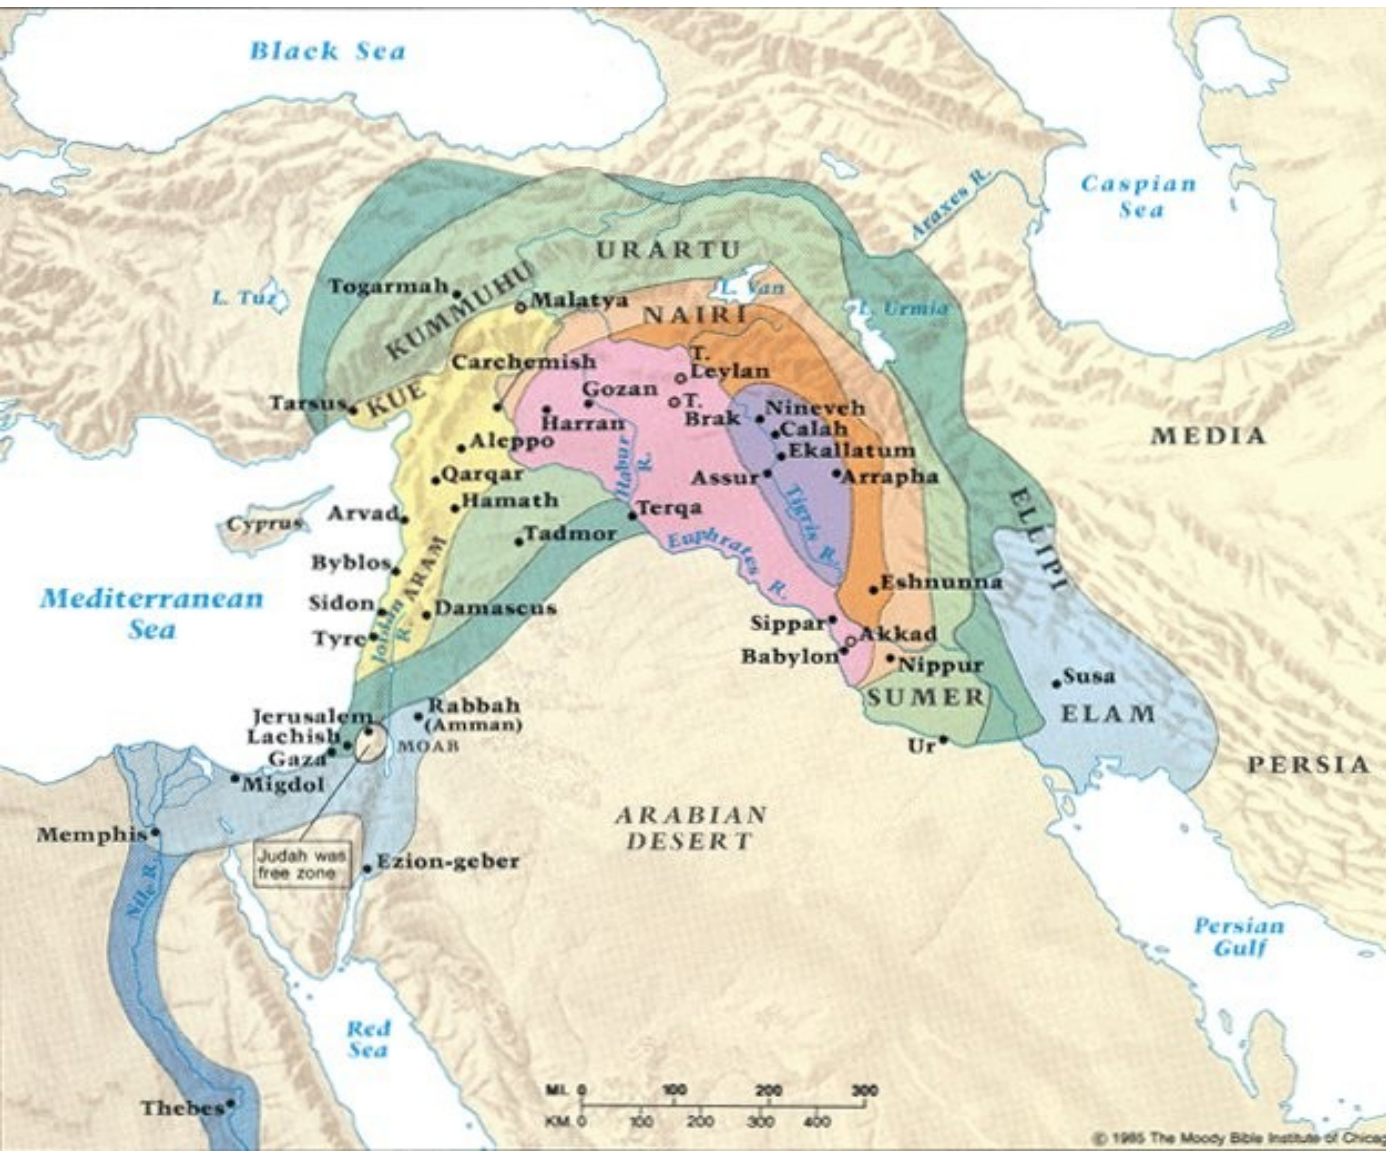 Black Sea
Caspian
Sea
Araxes R.
URARTU
Togarmah
L. Tuz
KUMMUHU
Malatya
L. Van
L. Urmia
NAIRI
Carchemish
T.
Leylan
Gozan
T.
Brak
Tarsus
KUE
Harran
Nineveh
Calah
Ekallatum
MEDIA
Aleppo
Habur
R.
Qarqar
Assur
Arrapha
Hamath
Tigris R.
ELLIPI
Arvad
Cyprus
Terqa
Tadmor
Euphrates R.
Byblos
ARAM
Eshnunna
Mediterranean
Sea
Sidon
Damascus
Jordan
R.
Tyre
Sippar
Akkad
Babylon
Nippur
Susa
SUMER
ELAM
Jerusalem
Rabbah
(Amman)
Lachish
MOAB
Gaza
Ur
Migdol
PERSIA
ARABIAN
DESERT
Memphis
Judah was
free zone
Ezion-geber
Nile R.
Persian
Gulf
Red
Sea
MI. 0 100 200 300
KM. 0 100 200 300 400
Thebes
© 1985 The Moody Bible Institute of Chicag